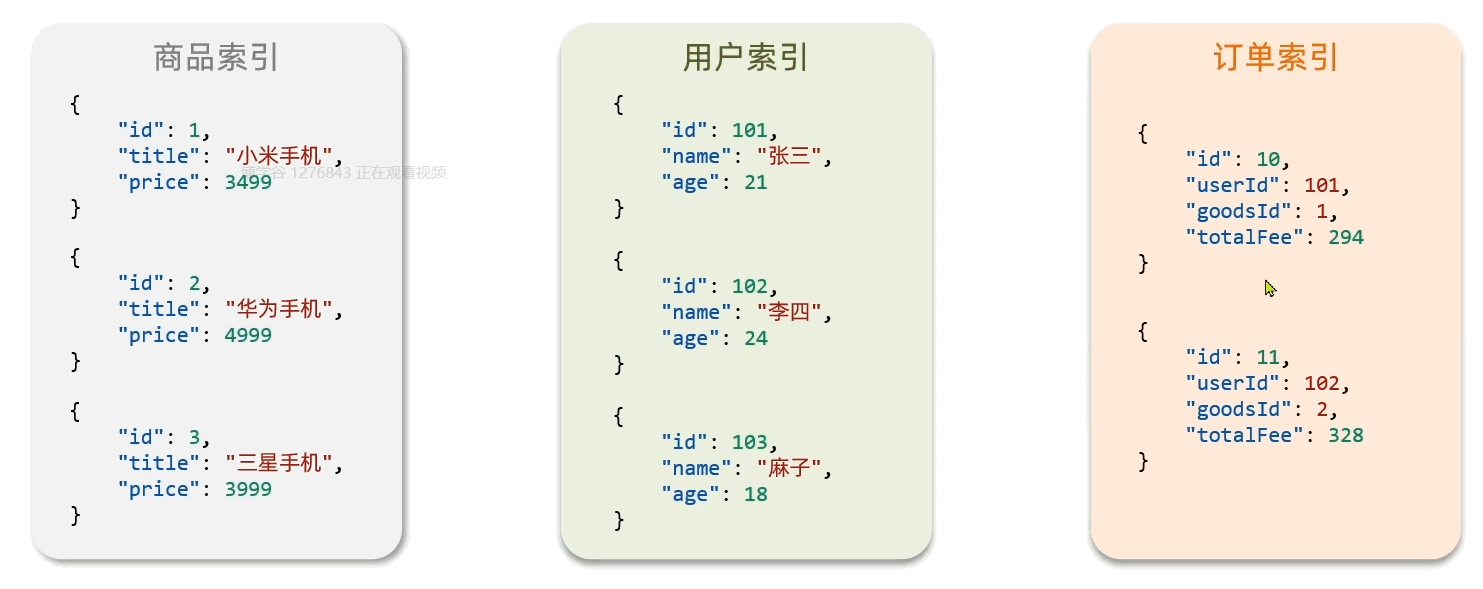 商品索引
{
"id": 1,
"title": "小米手机",
"price": 3499
}
{
"id": 2,
"title": "华为手机",
"price": 4999
}
{
"id": 3,
"title": "三星手机",
"price": 3999
}
博学谷 1276843 正在观看视频
用户索引
{
"id": 101,
"name": "张三",
"age": 21
}
{
"id": 102,
"name": "李四",
"age": 24
}
{
"id": 103,
"name": "麻子",
"age": 18
}
订单索引
{
"id": 10,
"userId": 101,
"goodsId": 1,
"totalFee": 294
}
{
"id": 11,
"userId": 102,
"goodsId": 2,
"totalFee": 328
}